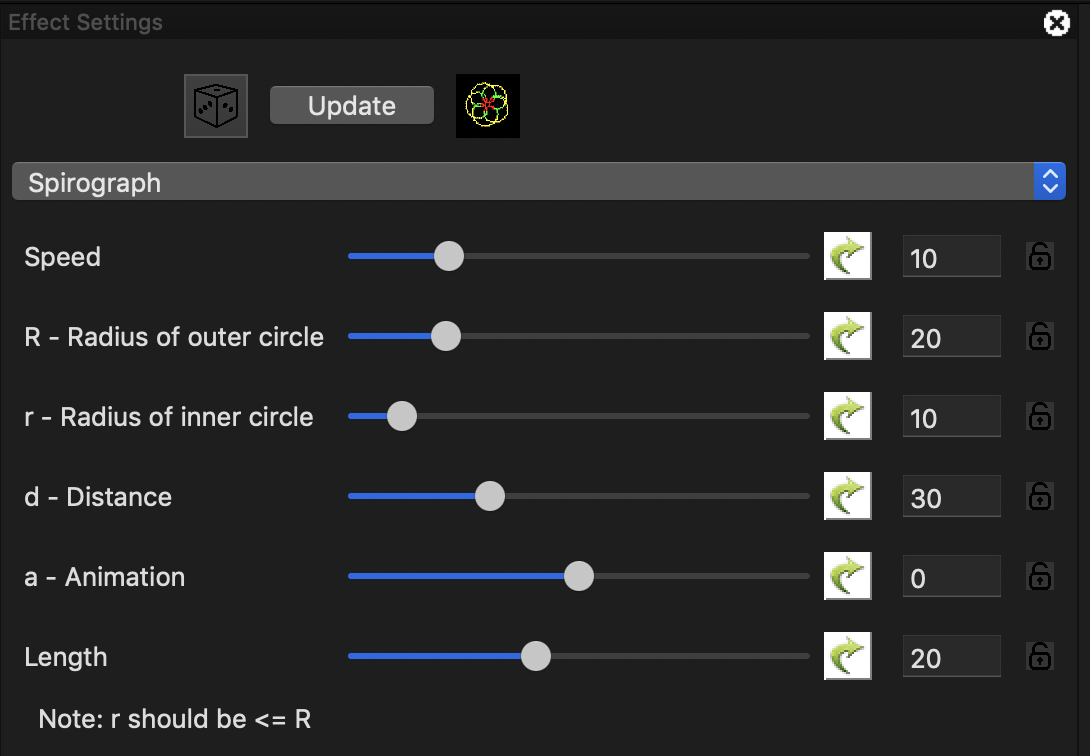 Effect Settings
Update
Spirograph
Speed 10
R - Radius of outer circle 20
r - Radius of inner circle 10
d - Distance 30
a - Animation 0
Length 20
Note: r should be <= R